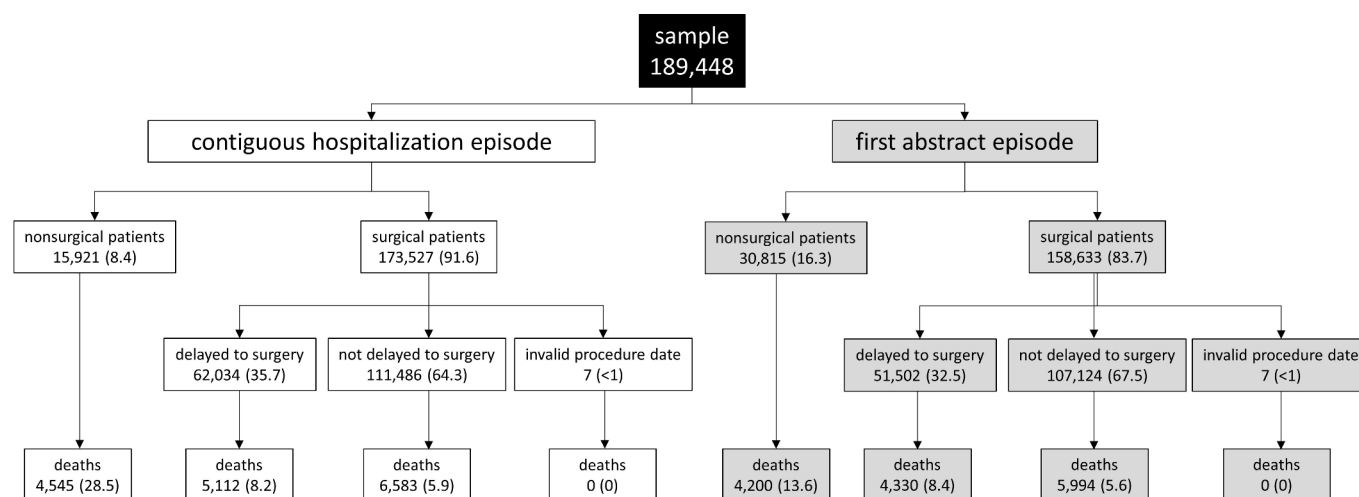 sample
189,448
contiguous hospitalization episode
first abstract episode
nonsurgical patients
15,921 (8.4)
surgical patients
173,527 (91.6)
nonsurgical patients
30,815 (16.3)
surgical patients
158,633 (83.7)
delayed to surgery
62,034 (35.7)
not delayed to surgery
111,486 (64.3)
invalid procedure date
7 (<1)
delayed to surgery
51,502 (32.5)
not delayed to surgery
107,124 (67.5)
invalid procedure date
7 (<1)
deaths
4,545 (28.5)
deaths
5,112 (8.2)
deaths
6,583 (5.9)
deaths
0 (0)
deaths
4,200 (13.6)
deaths
4,330 (8.4)
deaths
5,994 (5.6)
deaths
0 (0)